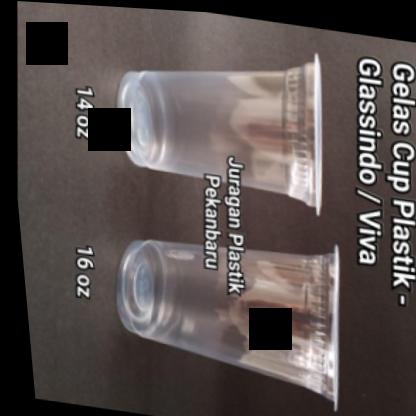 Gelas Cup Plastik -
Glassindo / Viva
Juragan Plastik
Pekanbaru
14 oz
16 oz